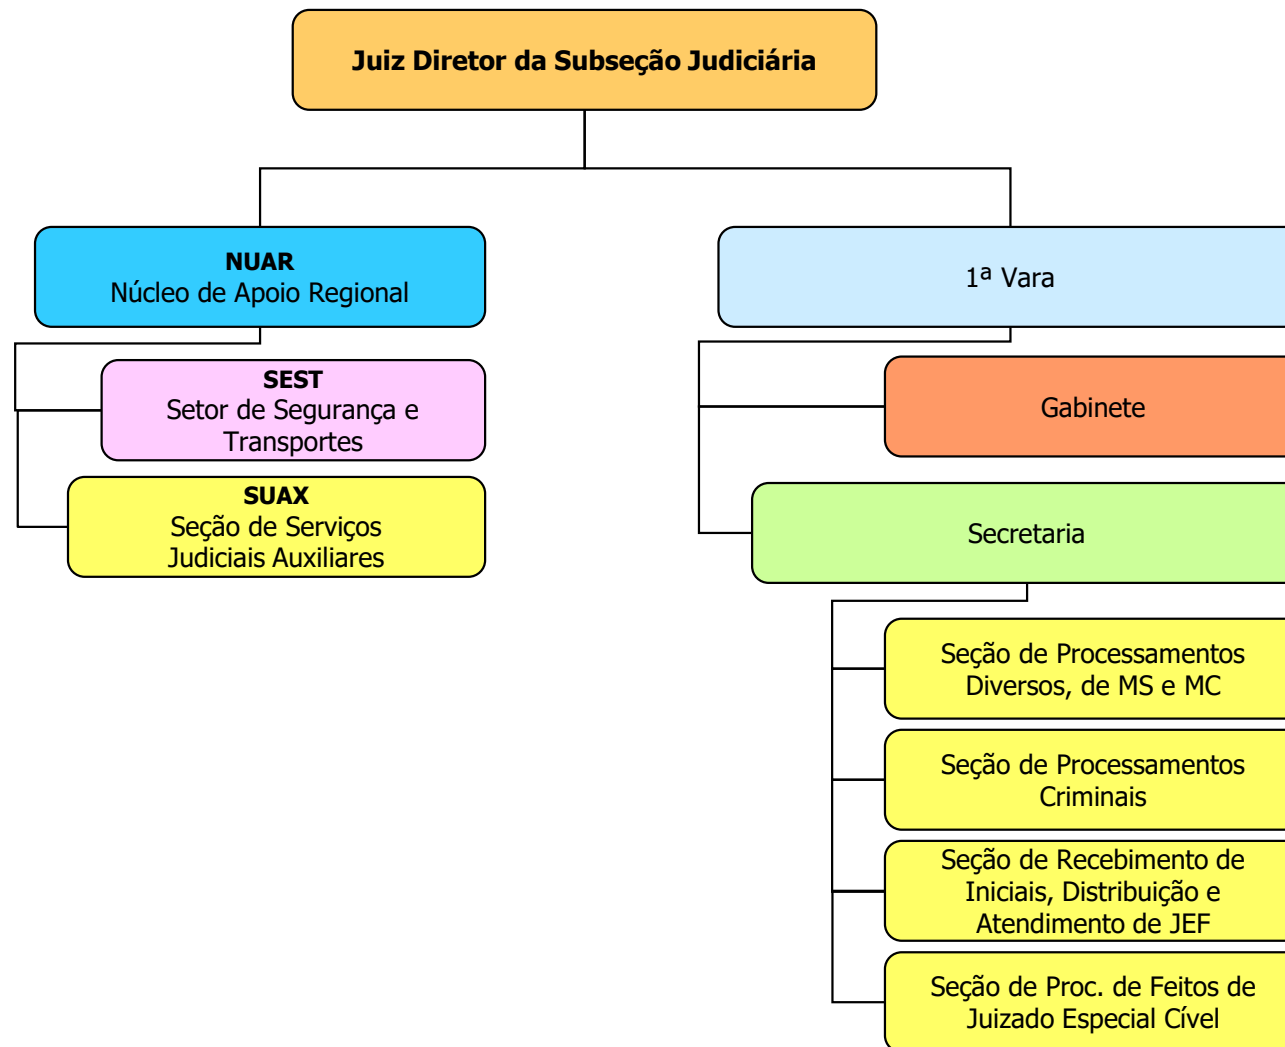 Juiz Diretor da Subseção Judiciária
NUAR
Núcleo de Apoio Regional
SEST
Setor de Segurança e
Transportes
SUAX
Seção de Serviços
Judiciais Auxiliares
1ª Vara
Gabinete
Secretaria
Seção de Processamentos
Diversos, de MS e MC
Seção de Processamentos
Criminais
Seção de Recebimento de
Iniciais, Distribuição e
Atendimento de JEF
Seção de Proc. de Feitos de
Juizado Especial Cível